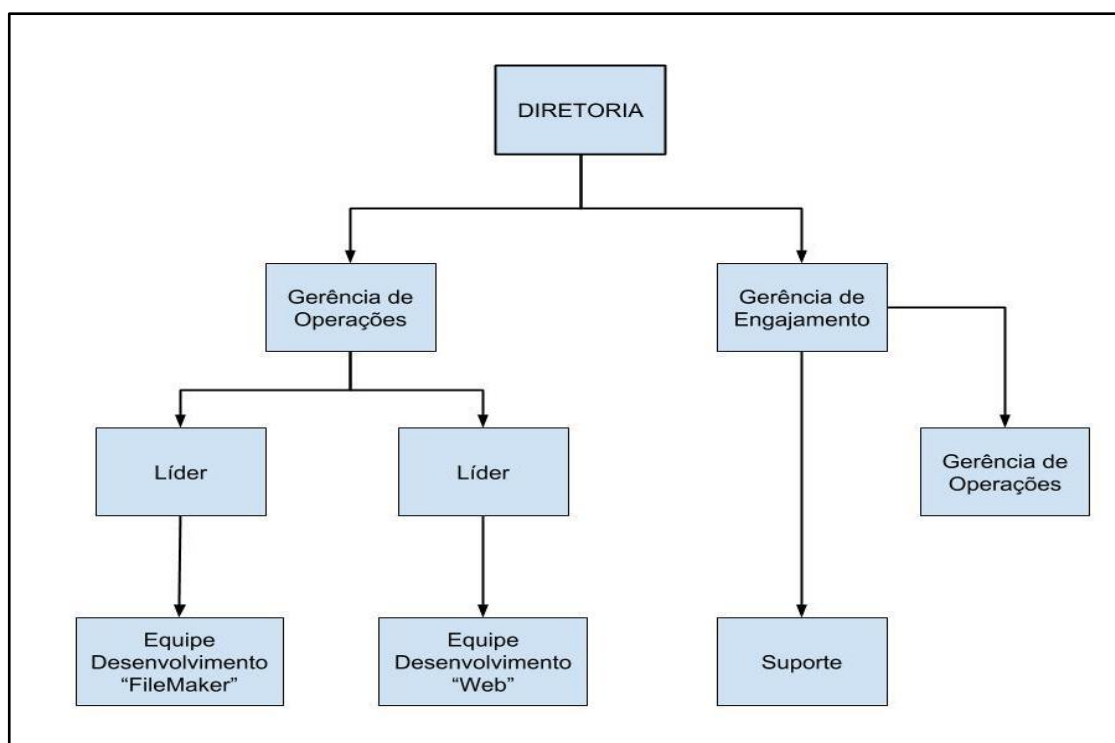 DIRETORIA
Gerência de
Operações
Gerência de
Engajamento
Líder
Líder
Gerência de
Operações
Equipe
Desenvolvimento
“FileMaker”
Equipe
Desenvolvimento
“Web”
Suporte